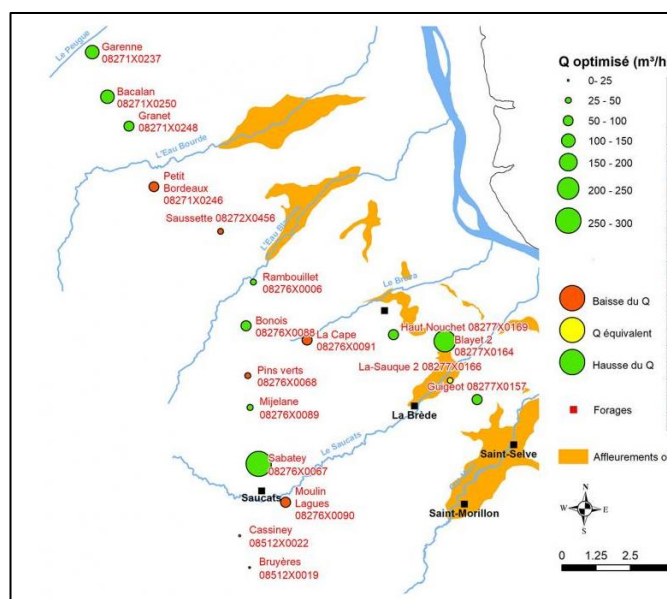 Le Peugue
Garenne
08271X0237
Bacalan
08271X0250
Granet
08271X0248
L'Eau Bourde
Petit
Bordeaux
08271X0246
Saussette 08272X0456
L'Eau
Rambouillet
08276X0006
Le Breyra
Bonois
08276X0088
La Cape
08276X0091
Haut Nouchet 08277X0169
Blayet 2
08277X0164
La-Sauque 2 08277X0166
Pins verts
08276X0068
Guigeot 08277X0157
Mijelane
08276X0089
La Brède
Le Saucats
Saint-Selve
Sabatey
08276X0067
Saucats
Moulin
Lagues
08276X0090
Saint-Morillon
Cassiney
08512X0022
Bruyères
08512X0019
Q optimisé (m³/h
0- 25
25 - 50
50 - 100
100 - 150
150 - 200
200 - 250
250 - 300
Baisse du Q
Q équivalent
Hausse du Q
Forages
Affleurements o
N
W E
S
0 1.25 2.5